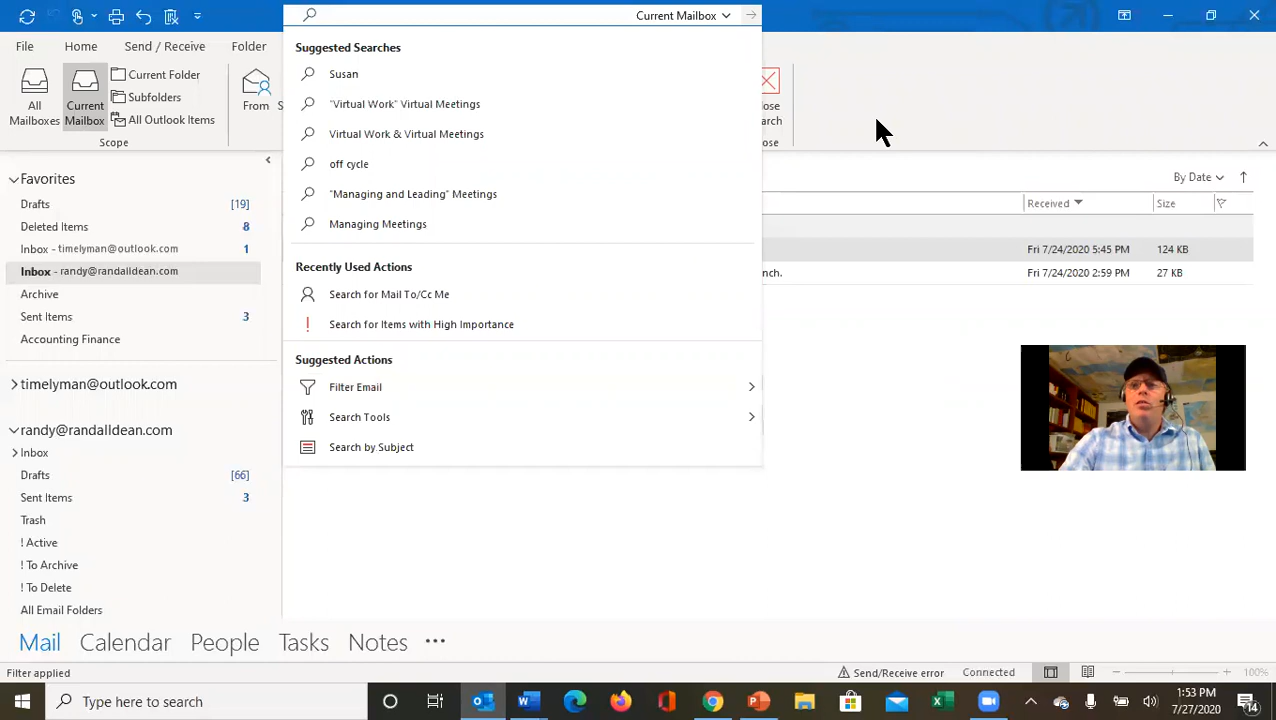 Current Mailbox
File Home Send / Receive Folder
Suggested Searches
Susan
"Virtual Work" Virtual Meetings
Virtual Work & Virtual Meetings
off cycle
"Managing and Leading" Meetings
Managing Meetings
Recently Used Actions
Search for Mail To/Cc Me
Search for Items with High Importance
Suggested Actions
Filter Email
Search Tools
Search by Subject
All
Mailboxes
Current
Mailbox
Current Folder
Subfolders
All Outlook Items
Scope
From
By Date
Received Size
Fri 7/24/2020 5:45 PM 124 KB
nch. Fri 7/24/2020 2:59 PM 27 KB
Favorites
Drafts [19]
Deleted Items 8
Inbox - timelyman@outlook.com 1
Inbox - randy@randalldean.com
Archive
Sent Items 3
Accounting Finance
timelyman@outlook.com
randy@randalldean.com
Inbox
Drafts [66]
Sent Items 3
Trash
! Active
! To Archive
! To Delete
All Email Folders
Mail Calendar People Tasks Notes
Filter applied Send/Receive error Connected 100%
Type here to search
1:53 PM
7/27/2020
14